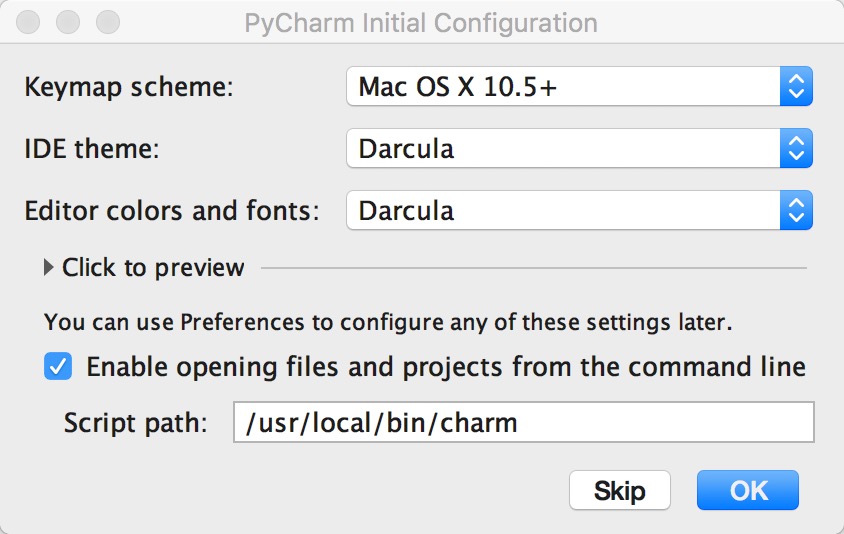 PyCharm Initial Configuration
Keymap scheme: Mac OS X 10.5+
IDE theme: Darcula
Editor colors and fonts: Darcula
Click to preview
You can use Preferences to configure any of these settings later.
Enable opening files and projects from the command line
Script path: /usr/local/bin/charm
Skip OK